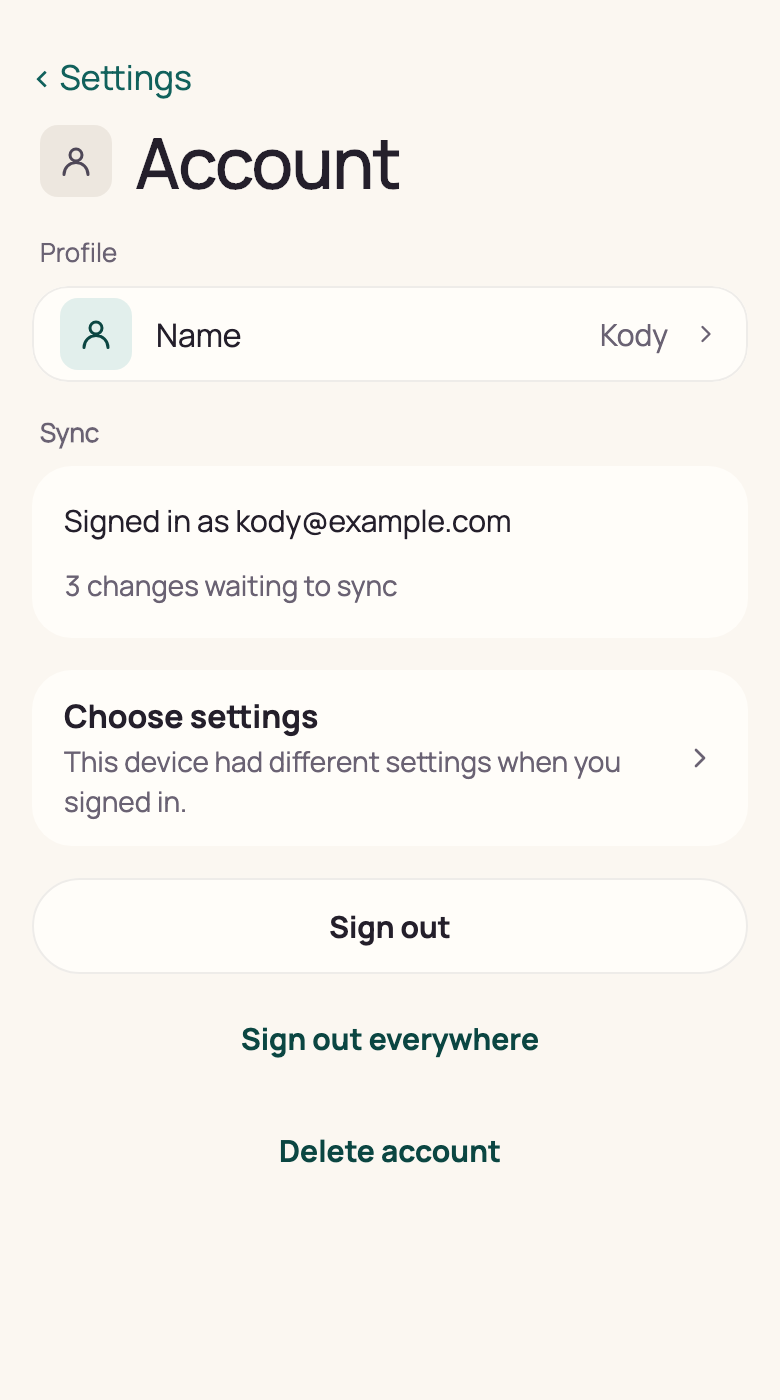 Settings
Account
Profile
Name
Kody
Sync
Signed in as kody@example.com
3 changes waiting to sync
Choose settings
This device had different settings when you
signed in.
Sign out
Sign out everywhere
Delete account